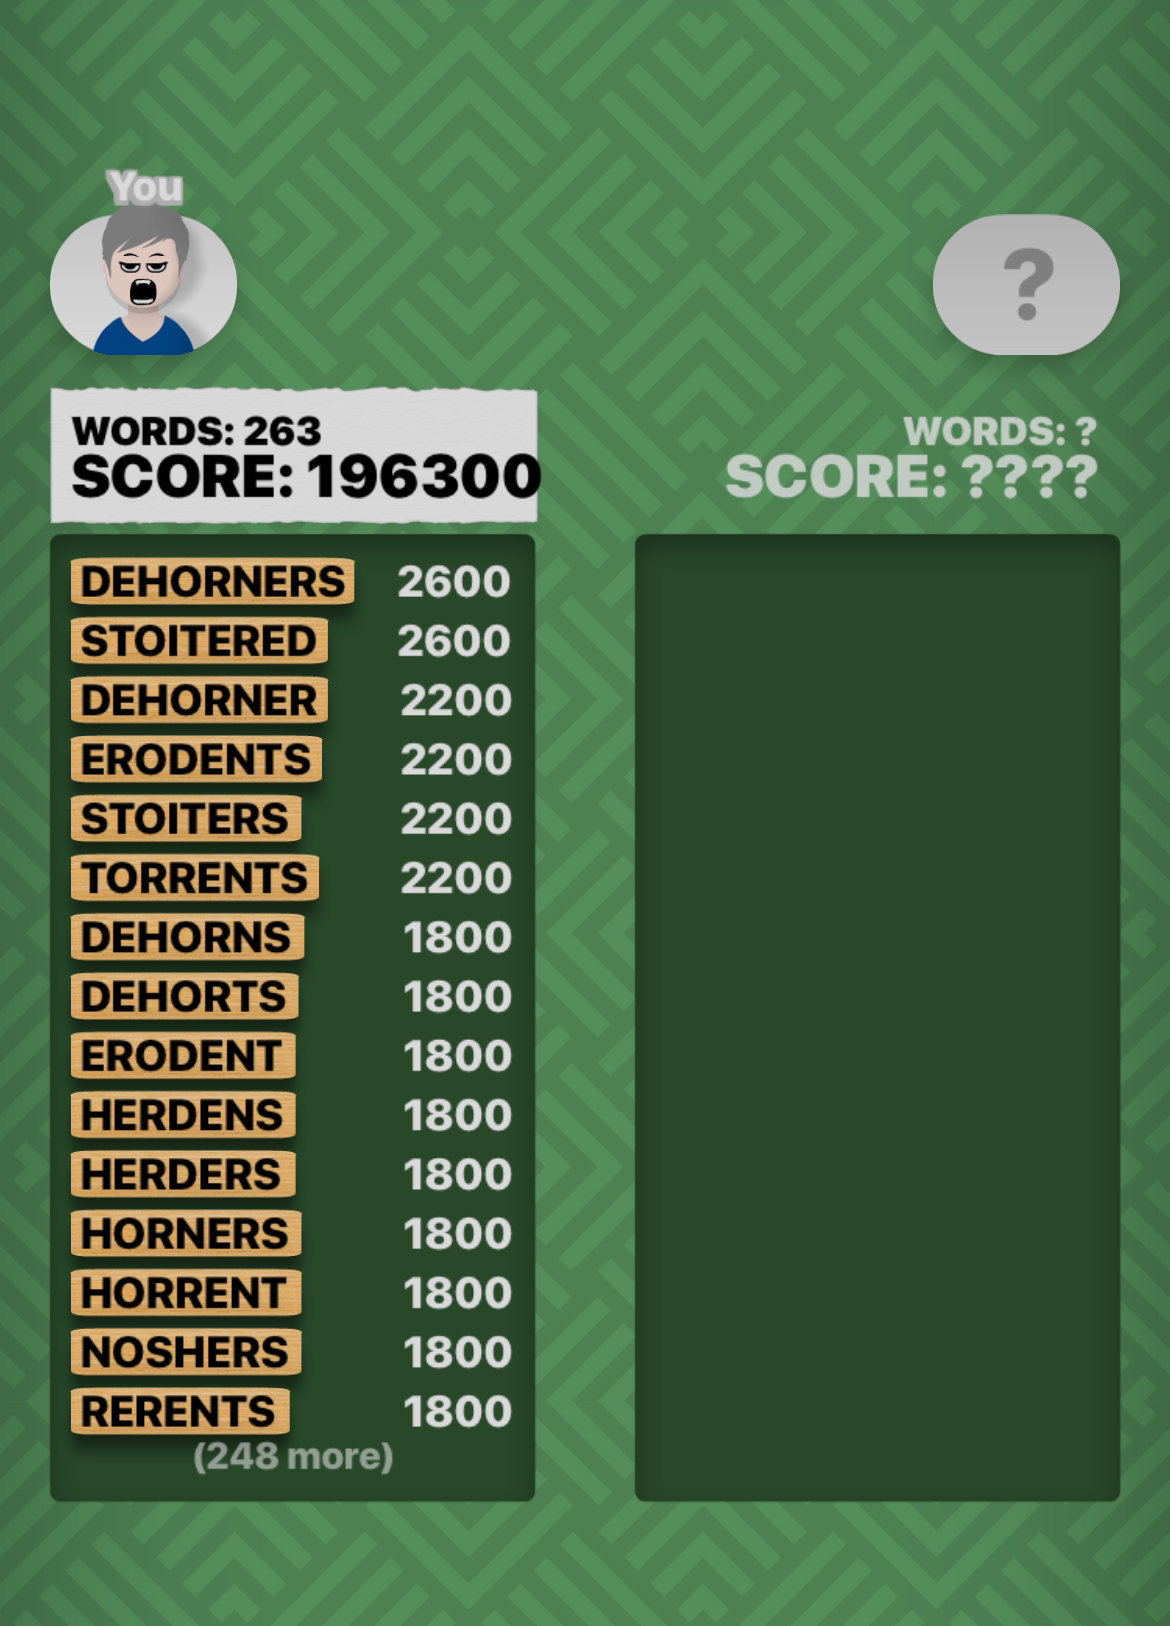 You
?
WORDS: 263
SCORE: 196300
WORDS: ?
SCORE: ????
DEHORNERS 2600
STOITERED 2600
DEHORNER 2200
ERODENTS 2200
STOITERS 2200
TORRENTS 2200
DEHORNS 1800
DEHORTS 1800
ERODENT 1800
HERDENS 1800
HERDERS 1800
HORNERS 1800
HORRENT 1800
NOSHERS 1800
RERENTS 1800
(248 more)